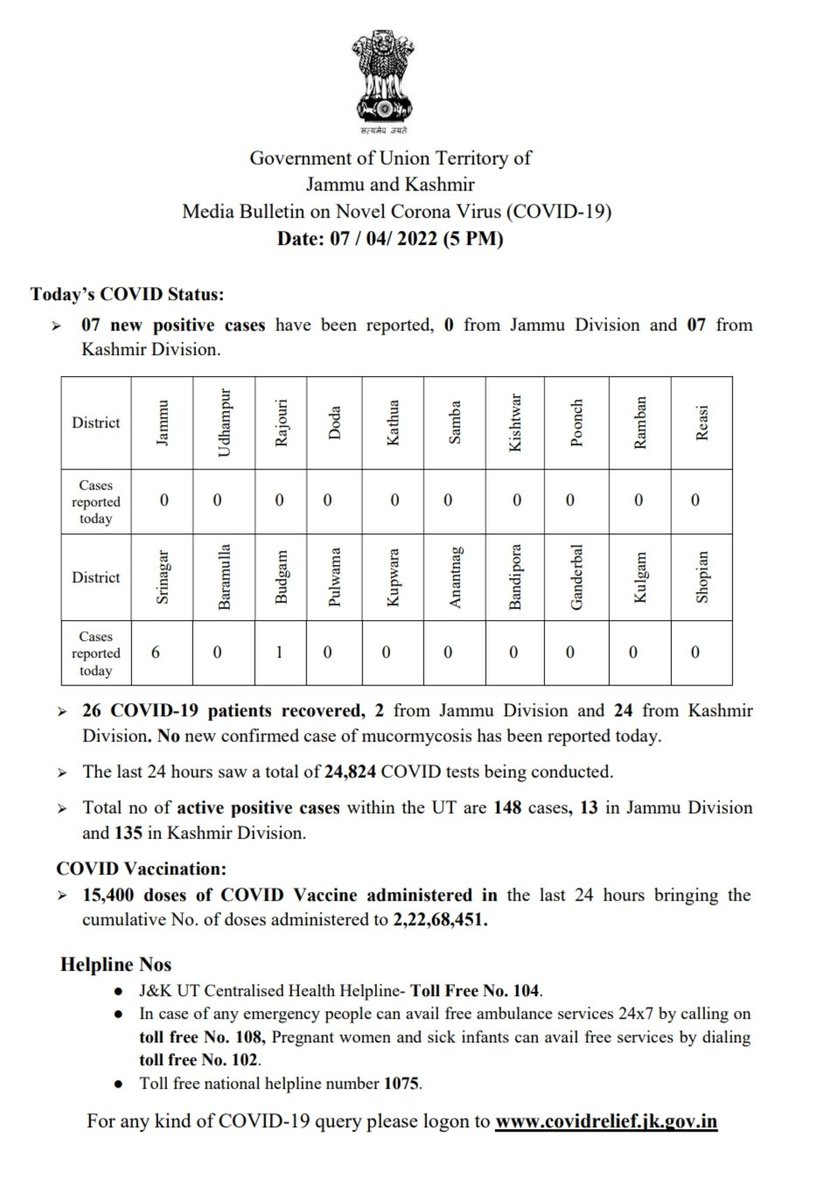 सत्यमेव जयते
Government of Union Territory of
Jammu and Kashmir
Media Bulletin on Novel Corona Virus (COVID-19)
Date: 07 / 04/ 2022 (5 PM)
Today’s COVID Status:
➢ 07 new positive cases have been reported, 0 from Jammu Division and 07 from
Kashmir Division.
District Jammu Udhampur Rajouri Doda Kathua Samba Kishtwar Poonch Ramban Reasi
Cases
reported 0 0 0 0 0 0 0 0 0 0
today
District Srinagar Baramulla Budgam Pulwama Kupwara Anantnag Bandipora Ganderbal Kulgam Shopian
Cases
reported 6 0 1 0 0 0 0 0 0 0
today
➢ 26 COVID-19 patients recovered, 2 from Jammu Division and 24 from Kashmir
Division. No new confirmed case of mucormycosis has been reported today.
➢ The last 24 hours saw a total of 24,824 COVID tests being conducted.
➢ Total no of active positive cases within the UT are 148 cases, 13 in Jammu Division
and 135 in Kashmir Division.
COVID Vaccination:
➢ 15,400 doses of COVID Vaccine administered in the last 24 hours bringing the
cumulative No. of doses administered to 2,22,68,451.
Helpline Nos
● J&K UT Centralised Health Helpline- Toll Free No. 104.
● In case of any emergency people can avail free ambulance services 24x7 by calling on
toll free No. 108, Pregnant women and sick infants can avail free services by dialing
toll free No. 102.
● Toll free national helpline number 1075.
For any kind of COVID-19 query please logon to www.covidrelief.jk.gov.in